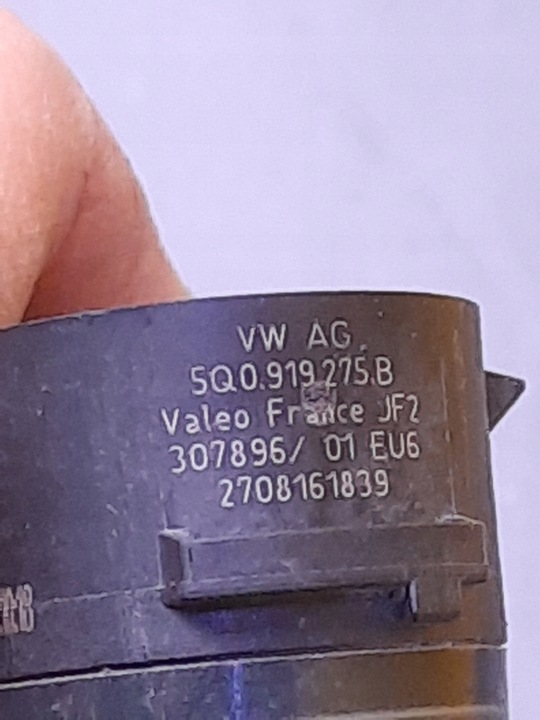 VW AG.
5Q0.919.275.B
Valeo France JF2
307896/ 01 EU6
2708161839